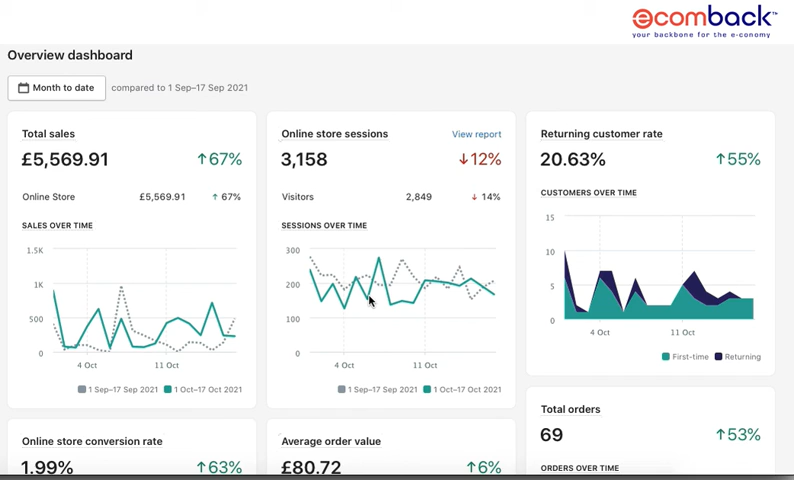 ecomback™
your backbone for the e-conomy
Overview dashboard
Month to date compared to 1 Sep–17 Sep 2021
Total sales
£5,569.91 ↑67%
Online Store £5,569.91 ↑ 67%
SALES OVER TIME
1.5K
1K
500
0
4 Oct 11 Oct
1 Sep–17 Sep 2021 1 Oct–17 Oct 2021
Online store sessions View report
3,158 ↓12%
Visitors 2,849 ↓ 14%
SESSIONS OVER TIME
300
200
100
0
4 Oct 11 Oct
1 Sep–17 Sep 2021 1 Oct–17 Oct 2021
Returning customer rate
20.63% ↑55%
CUSTOMERS OVER TIME
15
10
5
0
4 Oct 11 Oct
First-time Returning
Online store conversion rate
1.99% ↑63%
Average order value
£80.72 ↑6%
Total orders
69 ↑53%
ORDERS OVER TIME